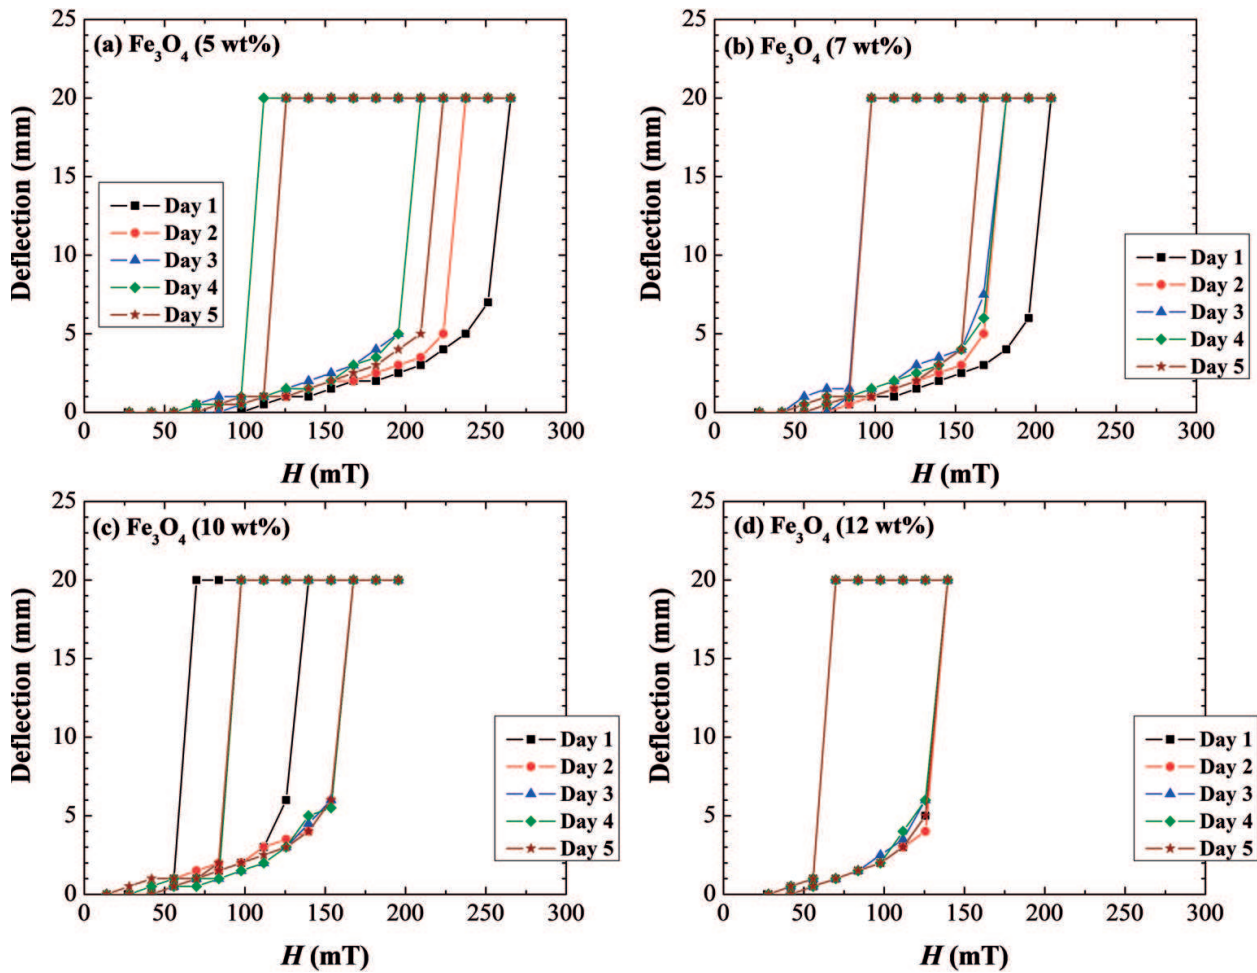 (a) Fe₃O₄ (5 wt%)
Deflection (mm)
25
20
15
10
5
0
Day 1
Day 2
Day 3
Day 4
Day 5
0 50 100 150 200 250 300
H (mT)
(b) Fe₃O₄ (7 wt%)
Deflection (mm)
25
20
15
10
5
0
Day 1
Day 2
Day 3
Day 4
Day 5
0 50 100 150 200 250 300
H (mT)
(c) Fe₃O₄ (10 wt%)
Deflection (mm)
25
20
15
10
5
0
Day 1
Day 2
Day 3
Day 4
Day 5
0 50 100 150 200 250 300
H (mT)
(d) Fe₃O₄ (12 wt%)
Deflection (mm)
25
20
15
10
5
0
Day 1
Day 2
Day 3
Day 4
Day 5
0 50 100 150 200 250 300
H (mT)